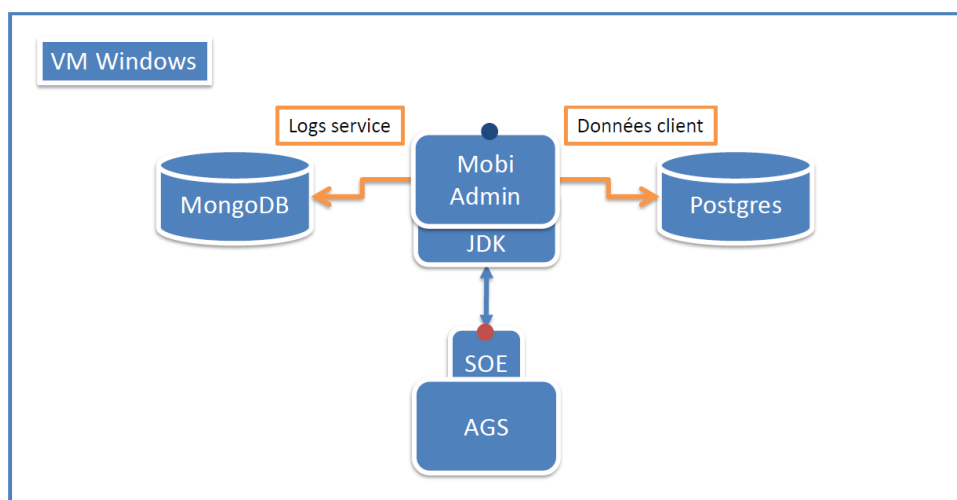 VM Windows
Logs service
Données client
MongoDB
Mobi
Admin
Postgres
JDK
SOE
AGS